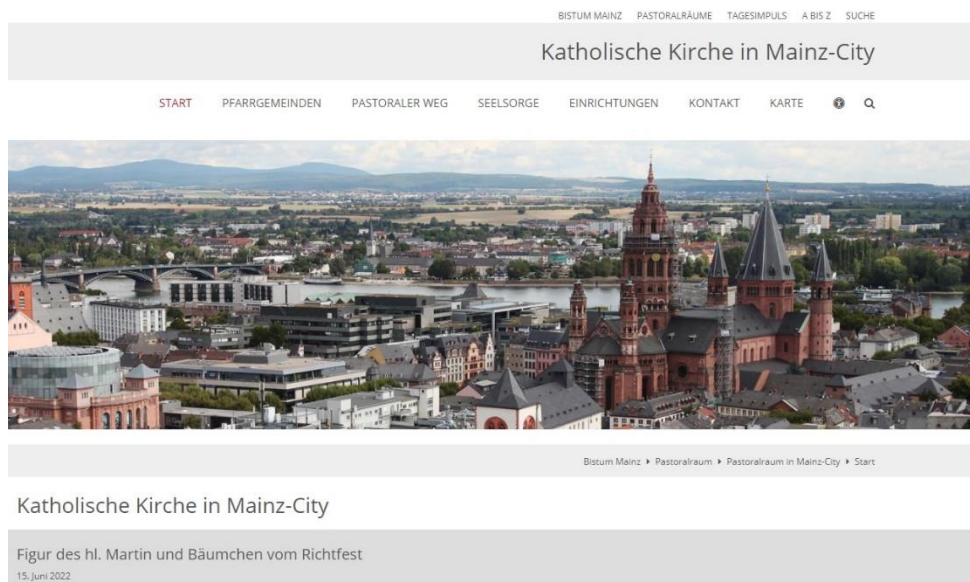 BISTUM MAINZ PASTORALRÄUME TAGESIMPULS A BIS Z SUCHE
Katholische Kirche in Mainz-City
START PFARRGEMEINDEN PASTORALER WEG SEELSORGE EINRICHTUNGEN KONTAKT KARTE
Bistum Mainz Pastoralraum Pastoralraum in Mainz-City Start
Katholische Kirche in Mainz-City
Figur des hl. Martin und Bäumchen vom Richtfest
15. Juni 2022